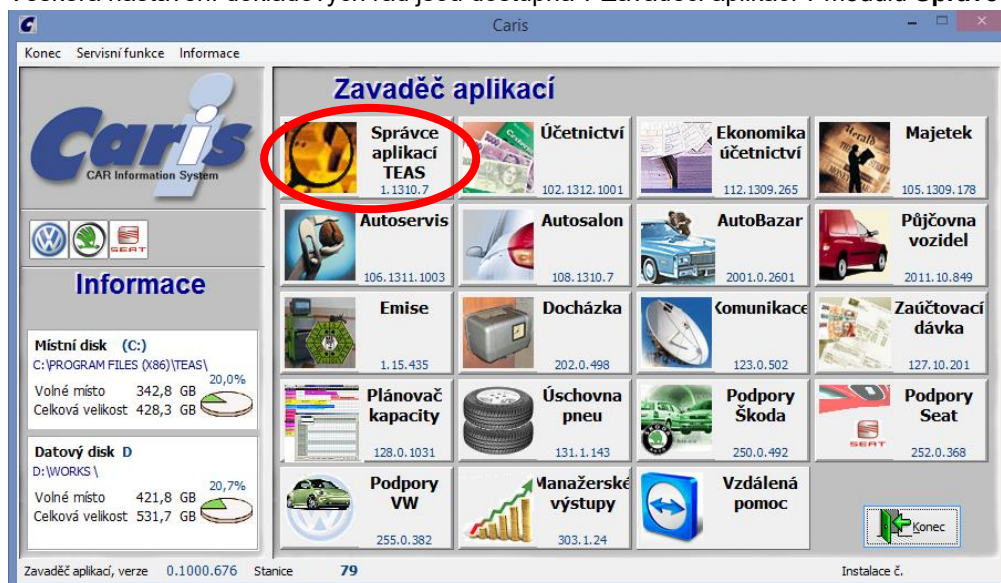 Caris
Konec Servisní funkce Informace
Caris
CAR Information System
SEAT
Informace
Místní disk (C:)
C:\PROGRAM FILES (X86)\TEAS\
20,0%
Volné místo 342,8 GB
Celková velikost 428,3 GB
Datový disk D
D:\WORKS\
20,7%
Volné místo 421,8 GB
Celková velikost 531,7 GB
Zavaděč aplikací
Správce aplikací TEAS
1.1310.7
Účetnictví
102.1312.1001
Ekonomika účetnictví
112.1309.265
Majetek
105.1309.178
Autoservis
106.1311.1003
Autosalon
108.1310.7
AutoBazar
2001.0.2601
Půjčovna vozidel
2011.10.849
Emise
1.15.435
Docházka
202.0.498
Komunikace
123.0.502
Zaúčtovací dávka
127.10.201
Plánovač kapacity
128.0.1031
Úschovna pneu
131.1.143
Podpory Škoda
250.0.492
Podpory Seat
SEAT
252.0.368
Podpory VW
255.0.382
Manažerské výstupy
303.1.24
Vzdálená pomoc
Konec
Zavaděč aplikací, verze 0.1000.676 Stanice 79 Instalace č.